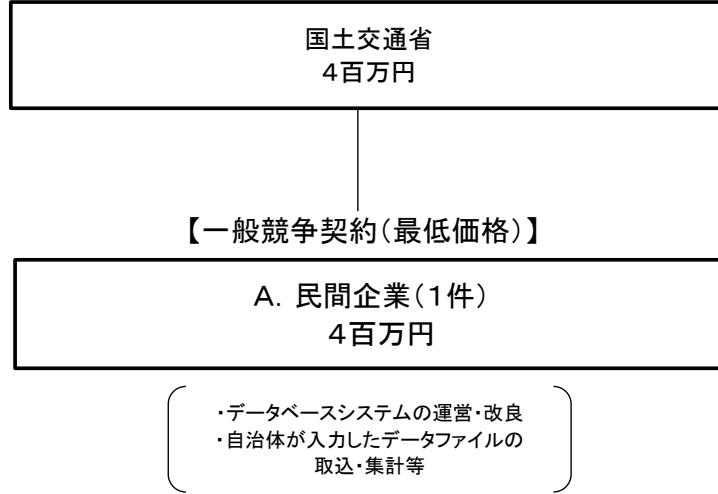 国土交通省
4百万円
【一般競争契約(最低価格)】
A. 民間企業(1件)
4百万円
・データベースシステムの運営・改良
・自治体が入力したデータファイルの
取込・集計等